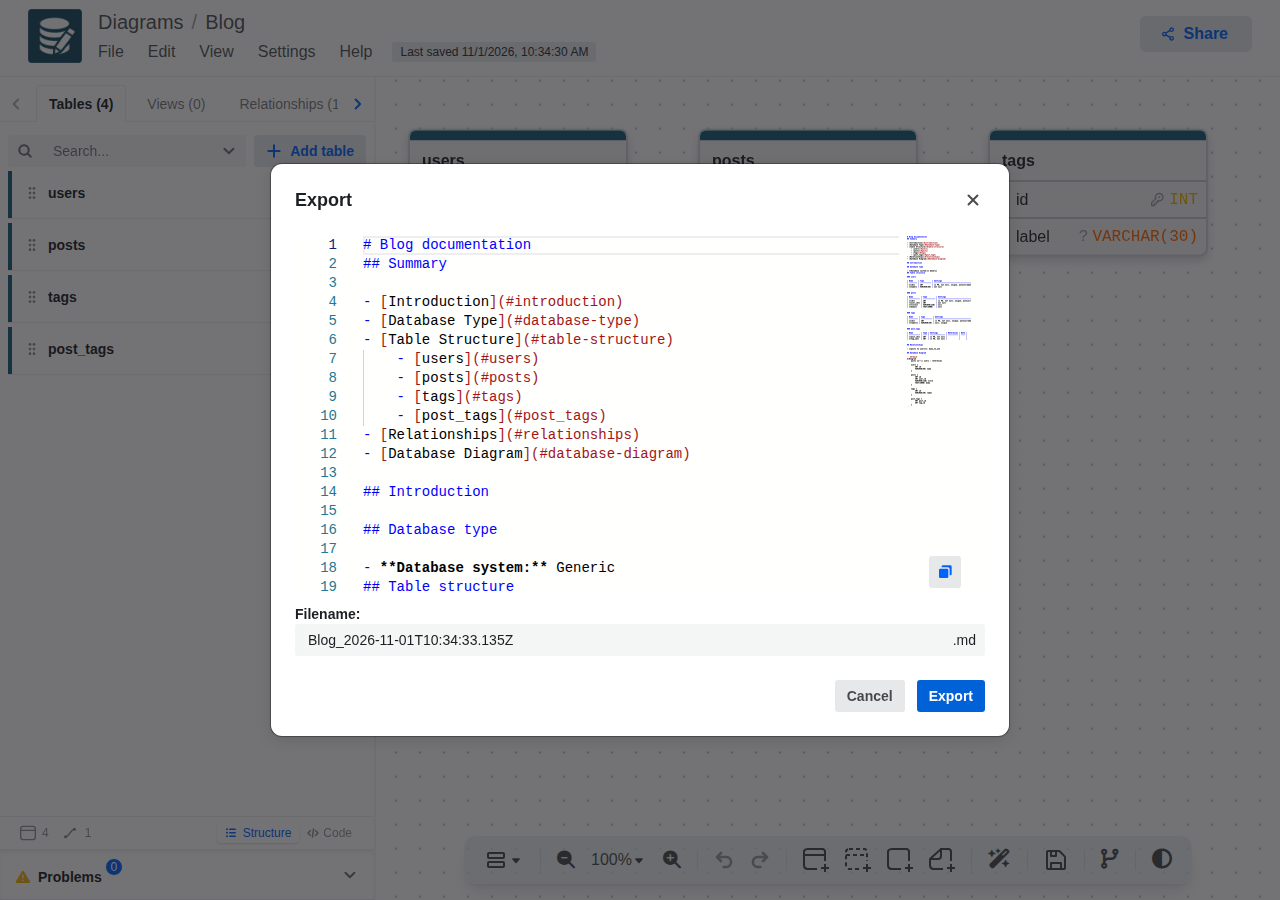 Diagrams / Blog
File Edit View Settings Help Last saved 11/1/2026, 10:34:30 AM
Share
Tables (4) Views (0) Relationships (1
Search...
Add table
users
posts
tags
post_tags
users
posts
tags
id INT
label ? VARCHAR(30)
Export
1 # Blog documentation
2 ## Summary
3
4 - [Introduction](#introduction)
5 - [Database Type](#database-type)
6 - [Table Structure](#table-structure)
7     - [users](#users)
8     - [posts](#posts)
9     - [tags](#tags)
10     - [post_tags](#post_tags)
11 - [Relationships](#relationships)
12 - [Database Diagram](#database-diagram)
13
14 ## Introduction
15
16 ## Database type
17
18 - **Database system:** Generic
19 ## Table structure
Filename:
Blog_2026-11-01T10:34:33.135Z .md
Cancel Export
4 1 Structure Code
Problems 0
100%